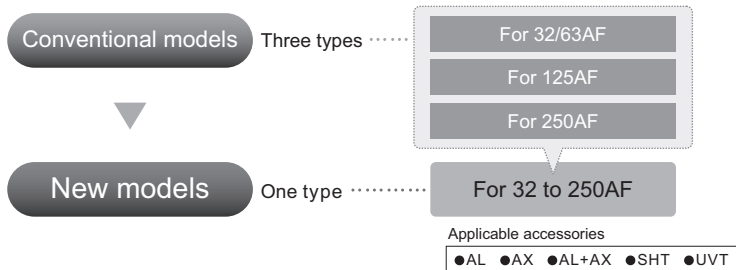 Conventional models Three types ······ For 32/63AF
For 125AF
For 250AF
New models One type ·········· For 32 to 250AF
Applicable accessories
●AL ●AX ●AL+AX ●SHT ●UVT